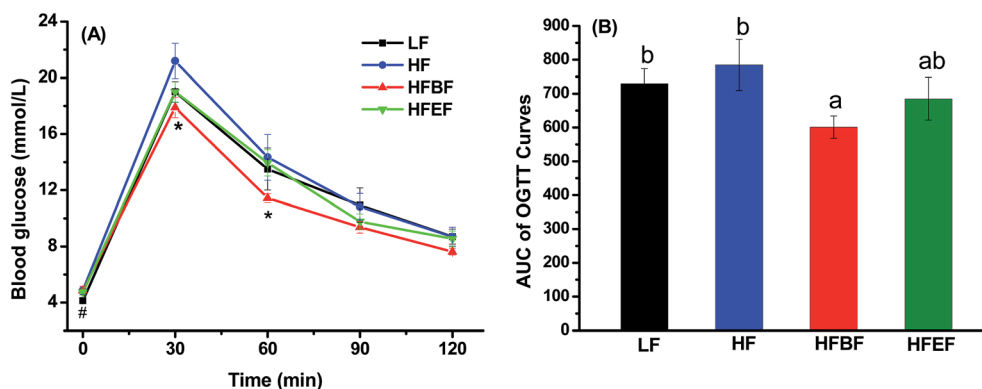 (A)
LF
HF
HFBF
HFEF
Blood glucose (mmol/L)
24
20
16
12
8
4
*
*
#
0 30 60 90 120
Time (min)
(B)
AUC of OGTT Curves
900
800
700
600
500
400
300
200
100
0
b b a ab
LF HF HFBF HFEF